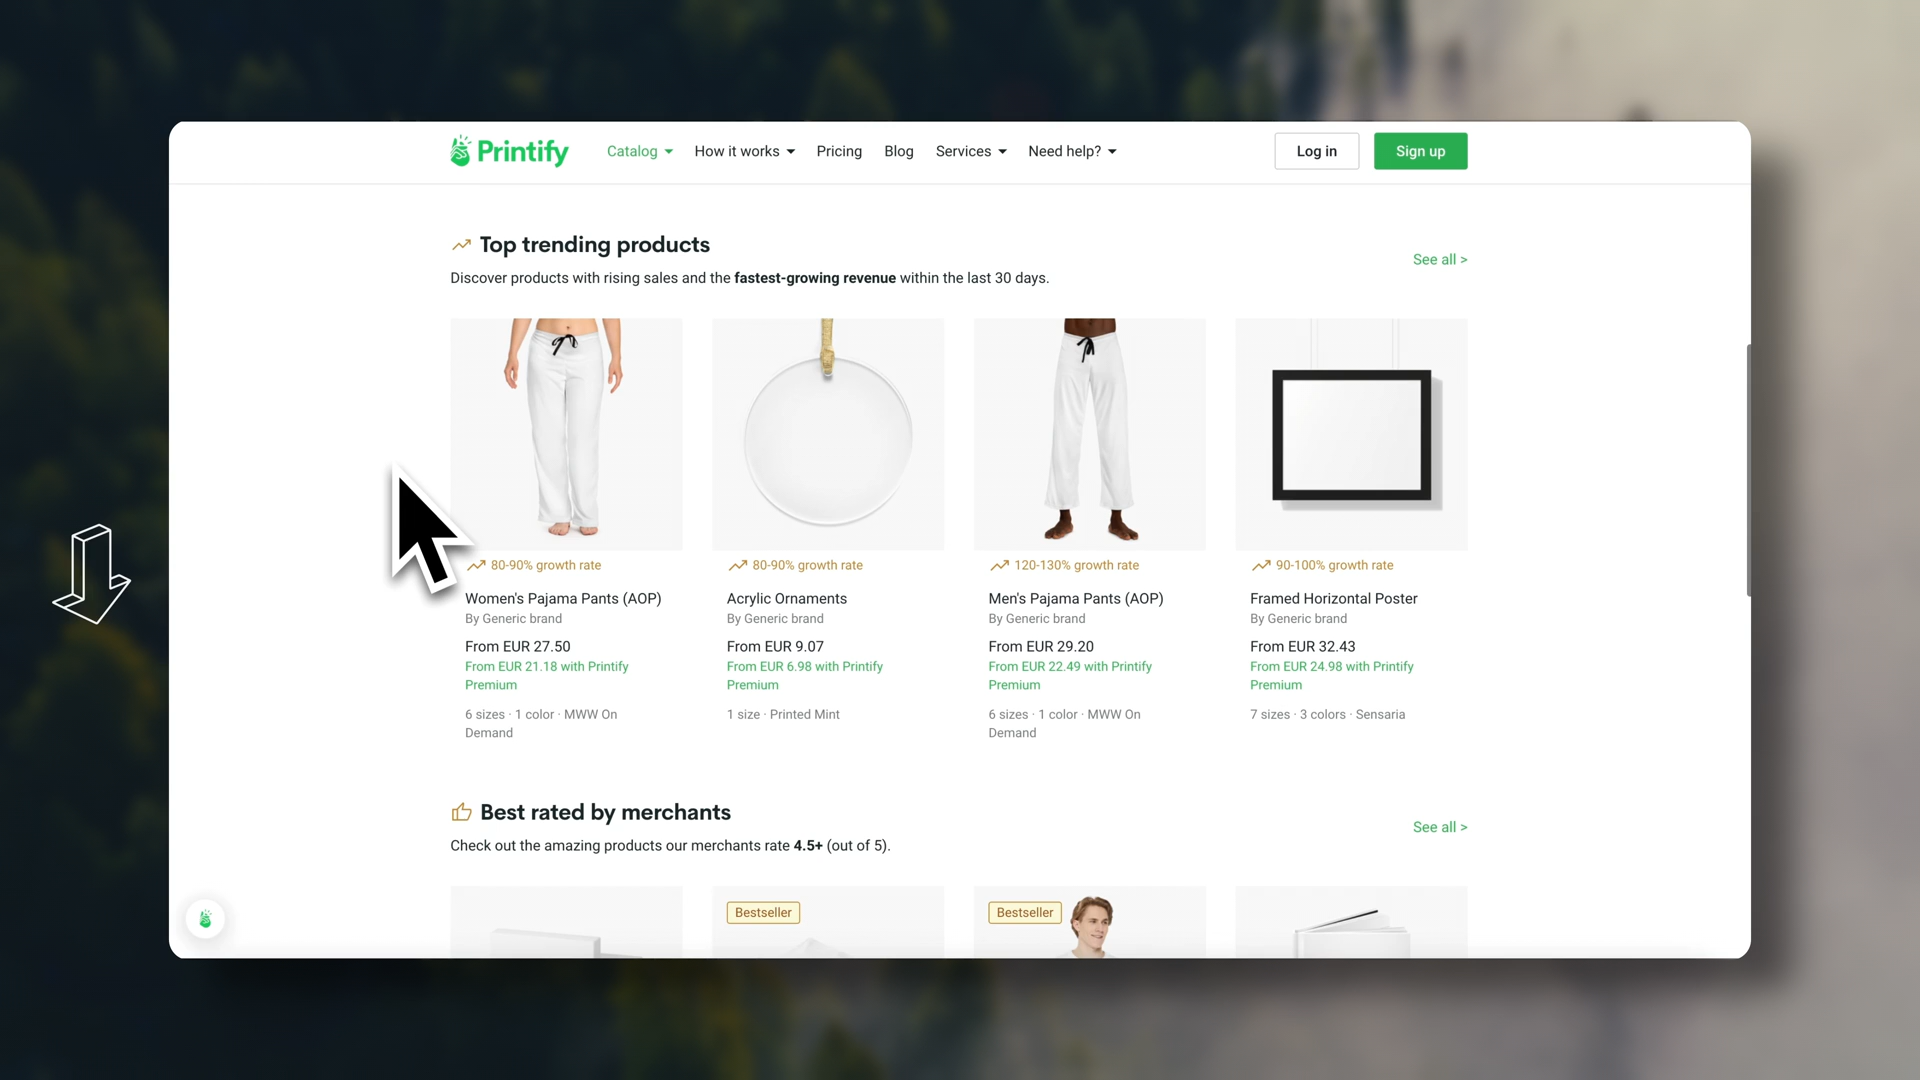 Printify
Catalog
How it works
Pricing
Blog
Services
Need help?
Log in
Sign up
Top trending products
See all >
Discover products with rising sales and the fastest-growing revenue within the last 30 days.
80-90% growth rate
Women's Pajama Pants (AOP)
By Generic brand
From EUR 27.50
From EUR 21.18 with Printify
Premium
6 sizes · 1 color · MWW On
Demand
80-90% growth rate
Acrylic Ornaments
By Generic brand
From EUR 9.07
From EUR 6.98 with Printify
Premium
1 size · Printed Mint
120-130% growth rate
Men's Pajama Pants (AOP)
By Generic brand
From EUR 29.20
From EUR 22.49 with Printify
Premium
6 sizes · 1 color · MWW On
Demand
90-100% growth rate
Framed Horizontal Poster
By Generic brand
From EUR 32.43
From EUR 24.98 with Printify
Premium
7 sizes · 3 colors · Sensaria
Best rated by merchants
See all >
Check out the amazing products our merchants rate 4.5+ (out of 5).
Bestseller
Bestseller